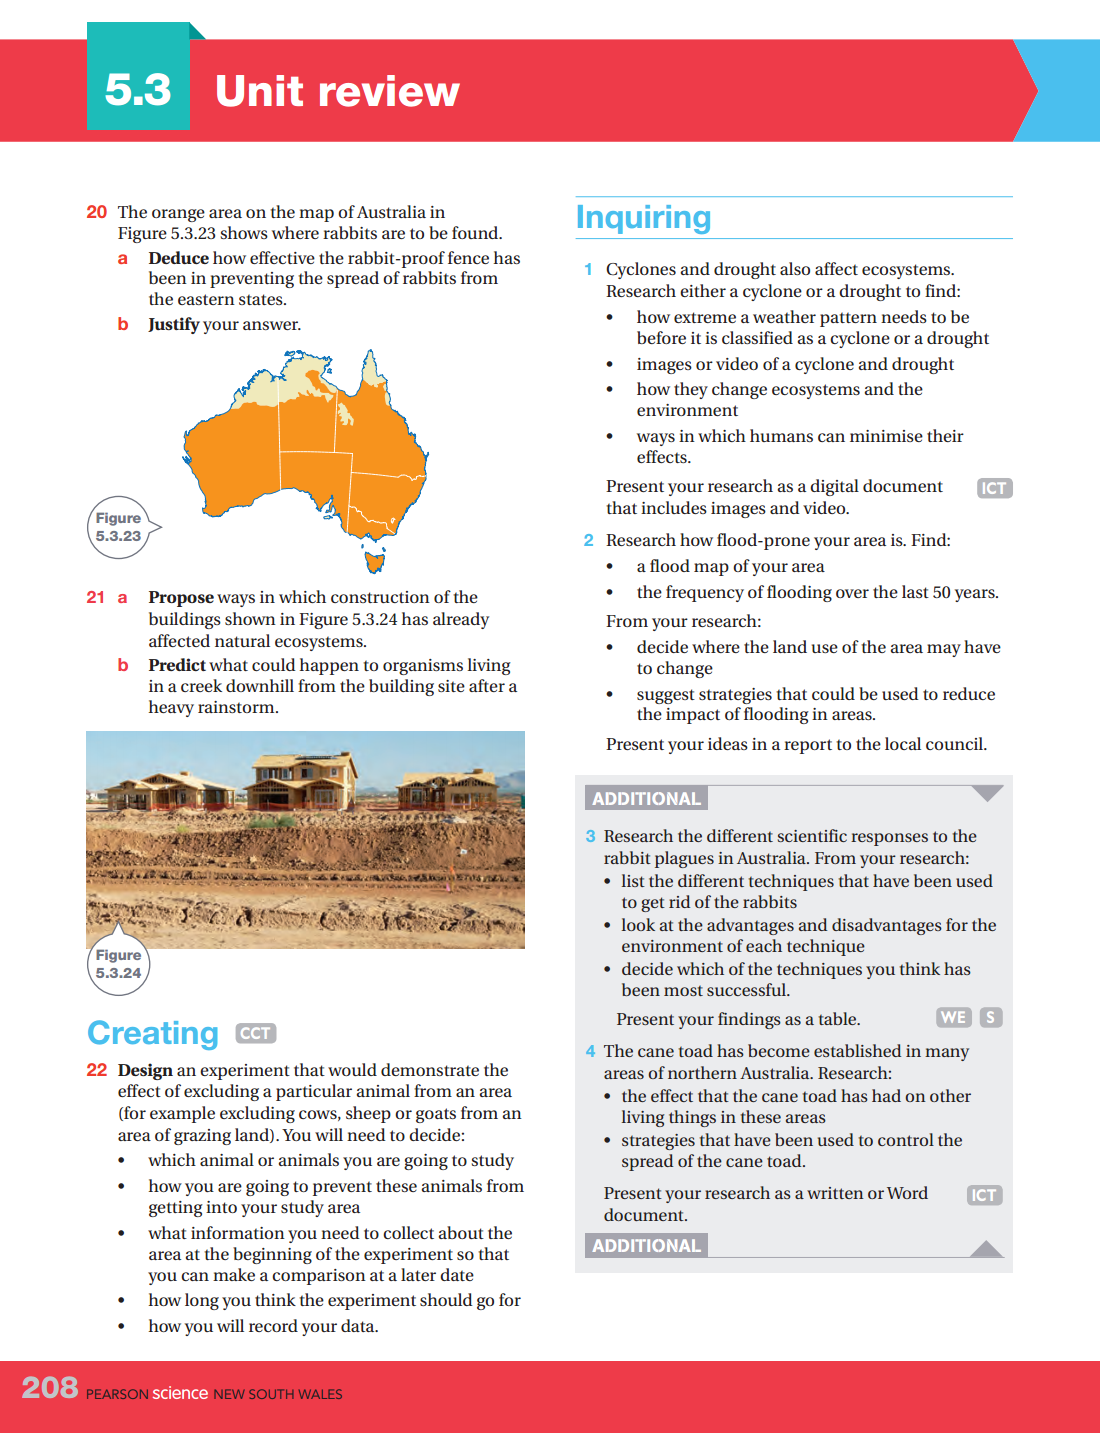 5.3
Unit review
20 The orange area on the map of Australia in
Figure 5.3.23 shows where rabbits are to be found.
a Deduce how effective the rabbit-proof fence has
been in preventing the spread of rabbits from
the eastern states.
b Justify your answer.
Figure
5.3.23
21 a Propose ways in which construction of the
buildings shown in Figure 5.3.24 has already
affected natural ecosystems.
b Predict what could happen to organisms living
in a creek downhill from the building site after a
heavy rainstorm.
Figure
5.3.24
Creating CCT
22 Design an experiment that would demonstrate the
effect of excluding a particular animal from an area
(for example excluding cows, sheep or goats from an
area of grazing land). You will need to decide:
• which animal or animals you are going to study
• how you are going to prevent these animals from
getting into your study area
• what information you need to collect about the
area at the beginning of the experiment so that
you can make a comparison at a later date
• how long you think the experiment should go for
• how you will record your data.
Inquiring
1 Cyclones and drought also affect ecosystems.
Research either a cyclone or a drought to find:
• how extreme a weather pattern needs to be
before it is classified as a cyclone or a drought
• images or video of a cyclone and drought
• how they change ecosystems and the
environment
• ways in which humans can minimise their
effects.
Present your research as a digital document
that includes images and video.
ICT
2 Research how flood-prone your area is. Find:
• a flood map of your area
• the frequency of flooding over the last 50 years.
From your research:
• decide where the land use of the area may have
to change
• suggest strategies that could be used to reduce
the impact of flooding in areas.
Present your ideas in a report to the local council.
ADDITIONAL
3 Research the different scientific responses to the
rabbit plagues in Australia. From your research:
• list the different techniques that have been used
to get rid of the rabbits
• look at the advantages and disadvantages for the
environment of each technique
• decide which of the techniques you think has
been most successful.
Present your findings as a table. WE S
4 The cane toad has become established in many
areas of northern Australia. Research:
• the effect that the cane toad has had on other
living things in these areas
• strategies that have been used to control the
spread of the cane toad.
Present your research as a written or Word
document.
ICT
ADDITIONAL
208 PEARSON science NEW SOUTH WALES